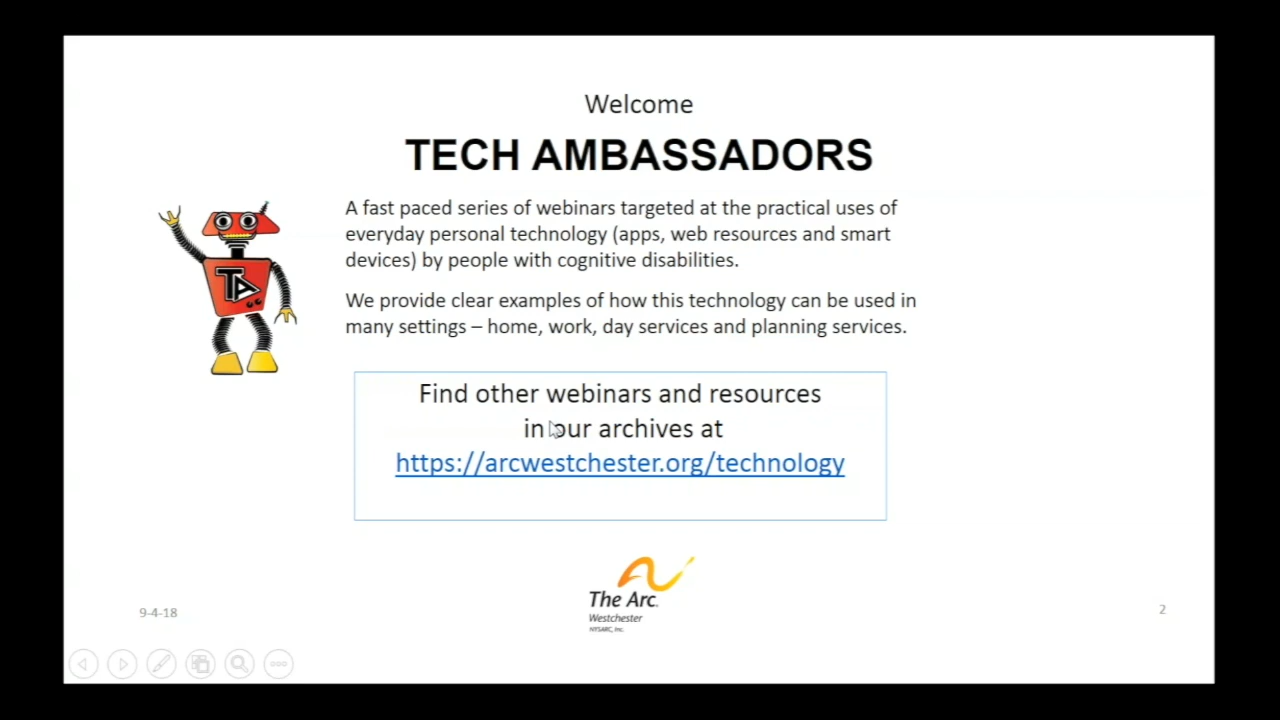 Welcome
TECH AMBASSADORS
A fast paced series of webinars targeted at the practical uses of
everyday personal technology (apps, web resources and smart
devices) by people with cognitive disabilities.
We provide clear examples of how this technology can be used in
many settings – home, work, day services and planning services.
TA
Find other webinars and resources
in our archives at
https://arcwestchester.org/technology
The Arc.
Westchester
NYSARC, Inc.
9-4-18
2